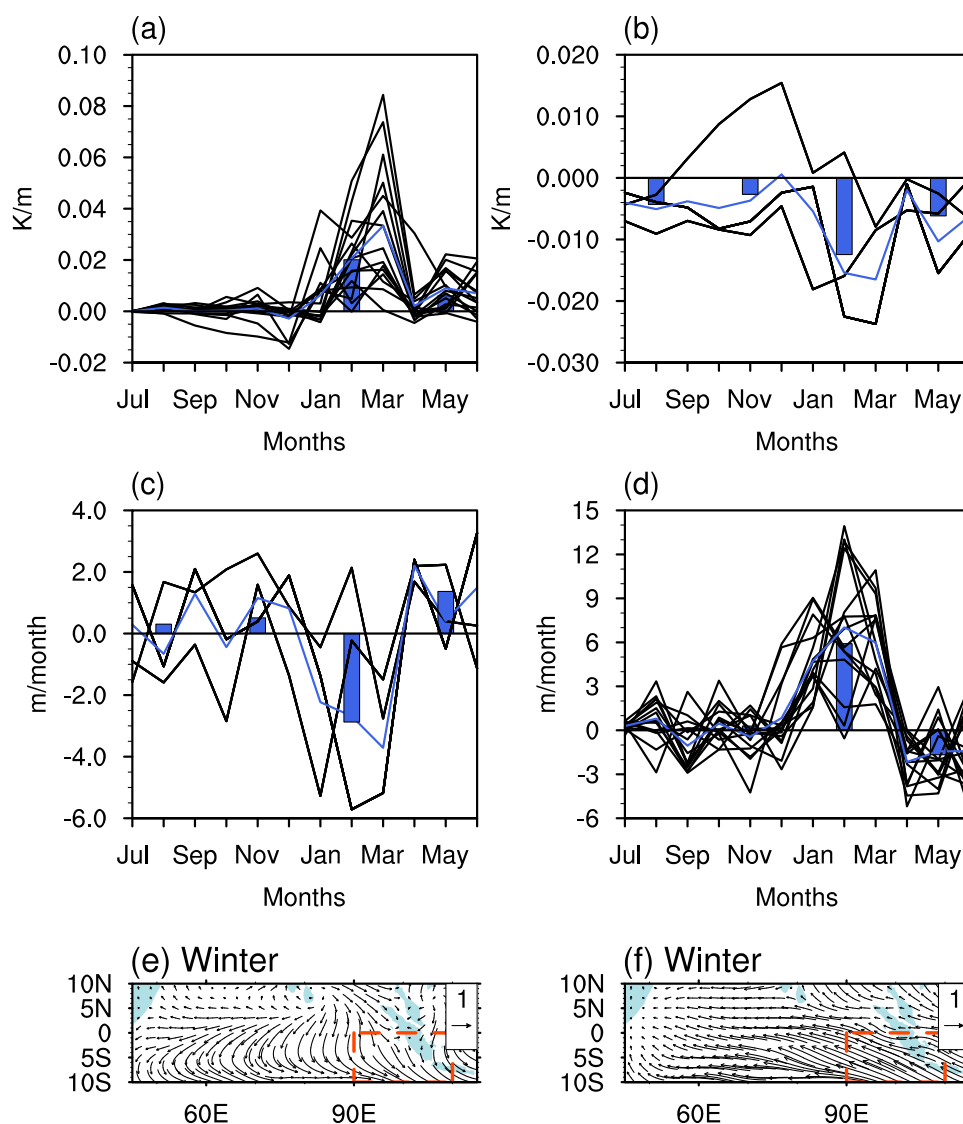 (a)
0.10
0.08
0.06
0.04
0.02
0.00
-0.02
K/m
Jul Sep Nov Jan Mar May
Months
(b)
0.020
0.010
0.000
-0.010
-0.020
-0.030
K/m
Jul Sep Nov Jan Mar May
Months
(c)
4.0
2.0
0.0
-2.0
-4.0
-6.0
m/month
Jul Sep Nov Jan Mar May
Months
(d)
15
12
9
6
3
0
-3
-6
m/month
Jul Sep Nov Jan Mar May
Months
(e) Winter
10N
5N
0
5S
10S
1
60E 90E
(f) Winter
10N
5N
0
5S
10S
1
60E 90E